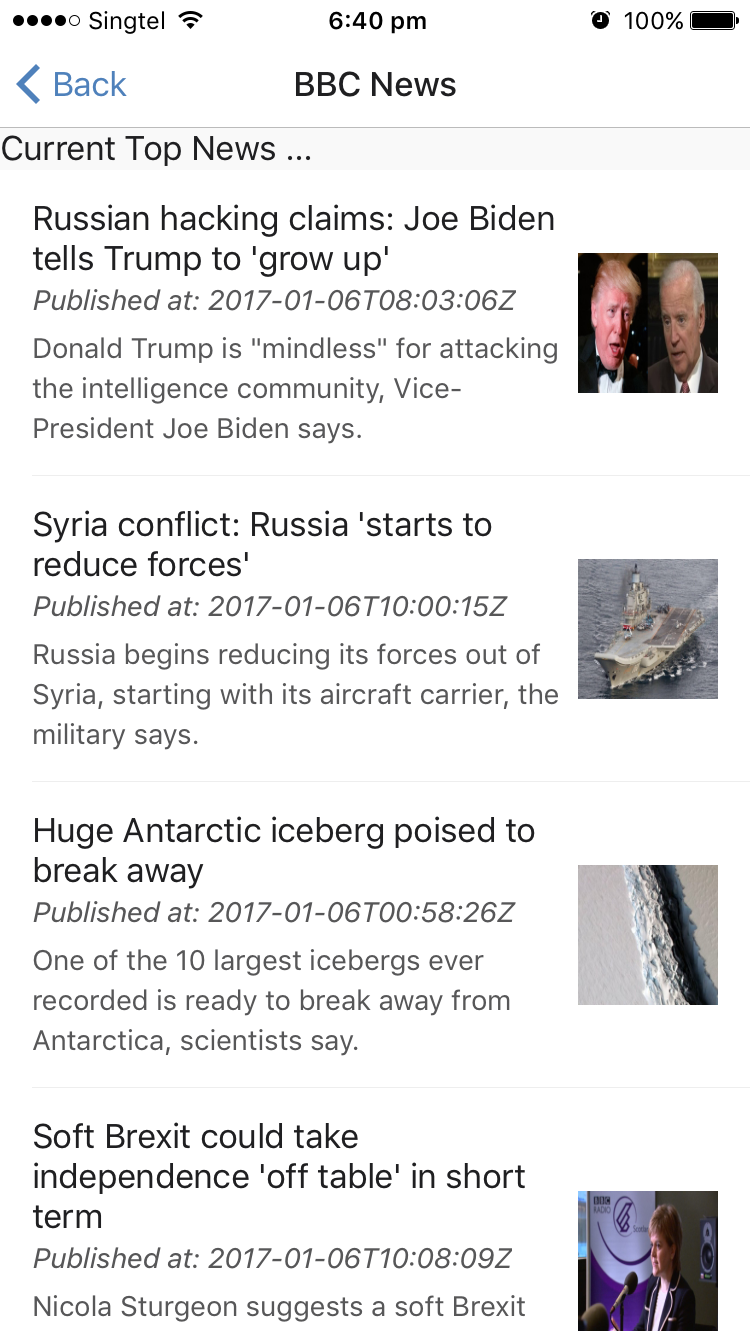 Singtel 6:40 pm 100%
Back BBC News
Current Top News ...
Russian hacking claims: Joe Biden
tells Trump to 'grow up'
Published at: 2017-01-06T08:03:06Z
Donald Trump is "mindless" for attacking
the intelligence community, Vice-
President Joe Biden says.
Syria conflict: Russia 'starts to
reduce forces'
Published at: 2017-01-06T10:00:15Z
Russia begins reducing its forces out of
Syria, starting with its aircraft carrier, the
military says.
Huge Antarctic iceberg poised to
break away
Published at: 2017-01-06T00:58:26Z
One of the 10 largest icebergs ever
recorded is ready to break away from
Antarctica, scientists say.
Soft Brexit could take
independence 'off table' in short
term
Published at: 2017-01-06T10:08:09Z
Nicola Sturgeon suggests a soft Brexit
BBC
RADIO